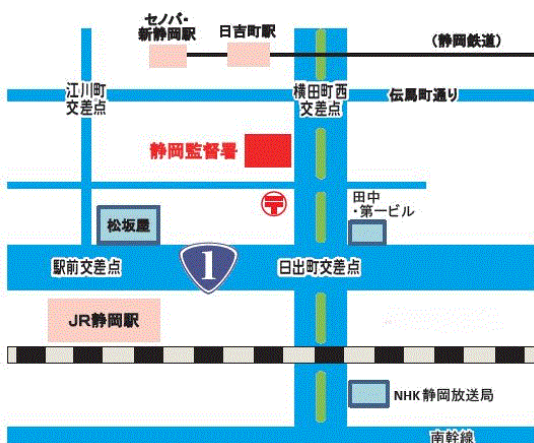 セノバ・
新静岡駅
日吉町駅
(静岡鉄道)
江川町
交差点
横田町西
交差点
伝馬町通り
静岡監督署
〒
田中
・第一ビル
松坂屋
駅前交差点
1
日出町交差点
JR静岡駅
NHK静岡放送局
南幹線